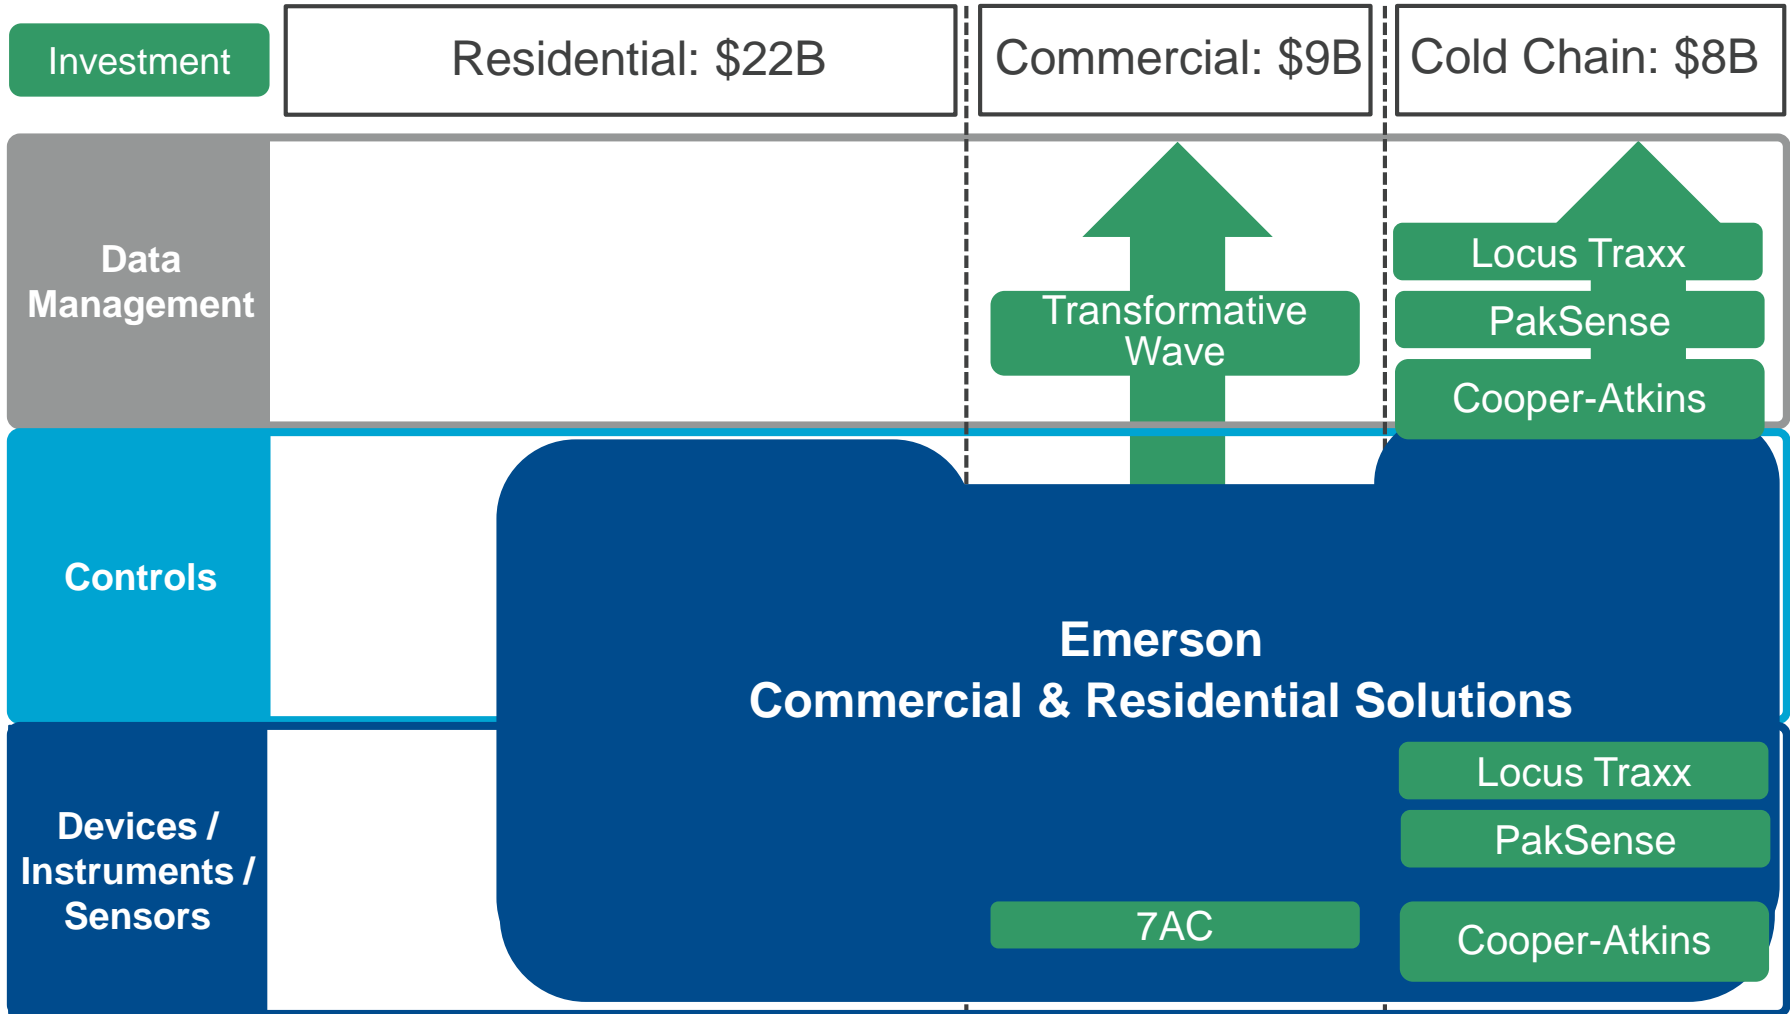 Investment
Residential: $22B
Commercial: $9B
Cold Chain: $8B
Data
Management
Transformative
Wave
Locus Traxx
PakSense
Cooper-Atkins
Controls
Emerson
Commercial & Residential Solutions
Devices /
Instruments /
Sensors
7AC
Locus Traxx
PakSense
Cooper-Atkins